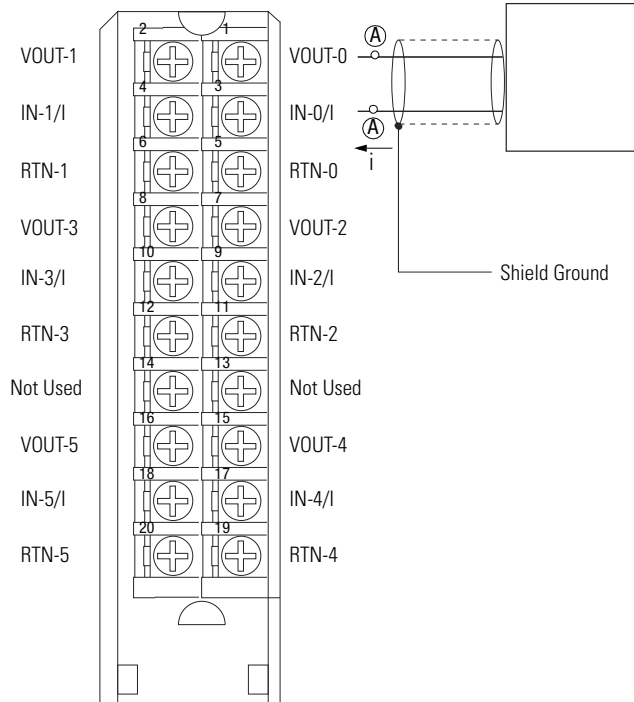 2 1
VOUT-1 VOUT-0 A
4 3
IN-1/I IN-0/I A
6 5
i
RTN-1 RTN-0
8 7
VOUT-3 VOUT-2
10 9
IN-3/I IN-2/I Shield Ground
12 11
RTN-3 RTN-2
14 13
Not Used Not Used
16 15
VOUT-5 VOUT-4
18 17
IN-5/I IN-4/I
20 19
RTN-5 RTN-4